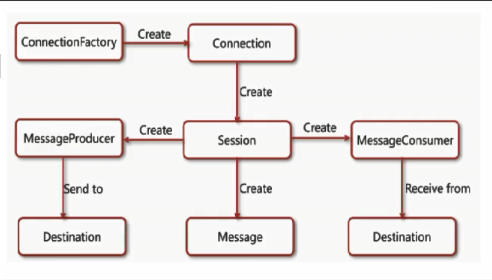 ConnectionFactory
Create
Connection
Create
MessageProducer
Create
Session
Create
MessageConsumer
Send to
Create
Receive from
Destination
Message
Destination